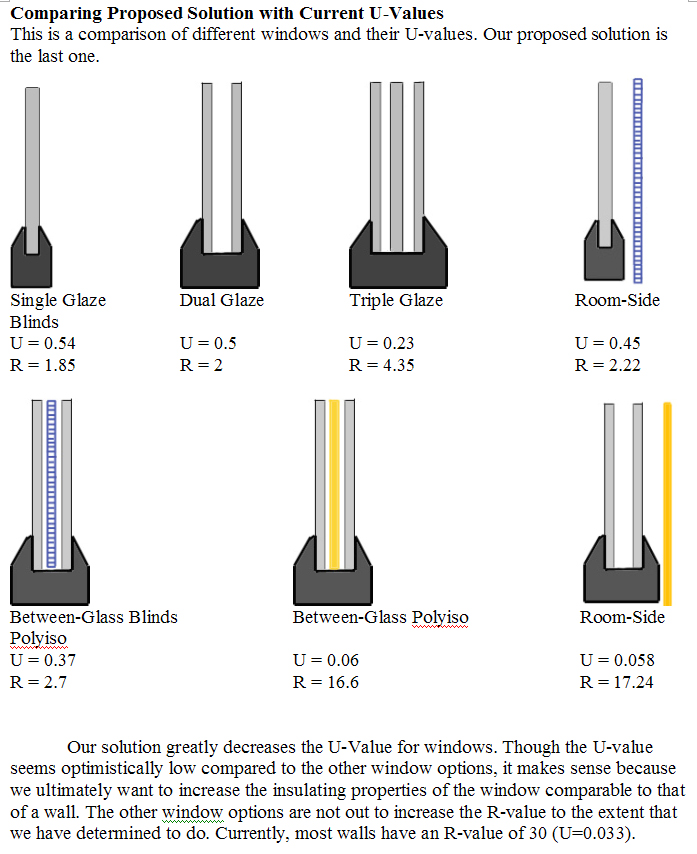 Comparing Proposed Solution with Current U-Values
This is a comparison of different windows and their U-values. Our proposed solution is
the last one.
Single Glaze Dual Glaze Triple Glaze Room-Side
Blinds
U = 0.54 U = 0.5 U = 0.23 U = 0.45
R = 1.85 R = 2 R = 4.35 R = 2.22
Between-Glass Blinds Between-Glass Polyiso Room-Side
Polyiso
U = 0.37 U = 0.06 U = 0.058
R = 2.7 R = 16.6 R = 17.24
Our solution greatly decreases the U-Value for windows. Though the U-value
seems optimistically low compared to the other window options, it makes sense because
we ultimately want to increase the insulating properties of the window comparable to that
of a wall. The other window options are not out to increase the R-value to the extent that
we have determined to do. Currently, most walls have an R-value of 30 (U=0.033).